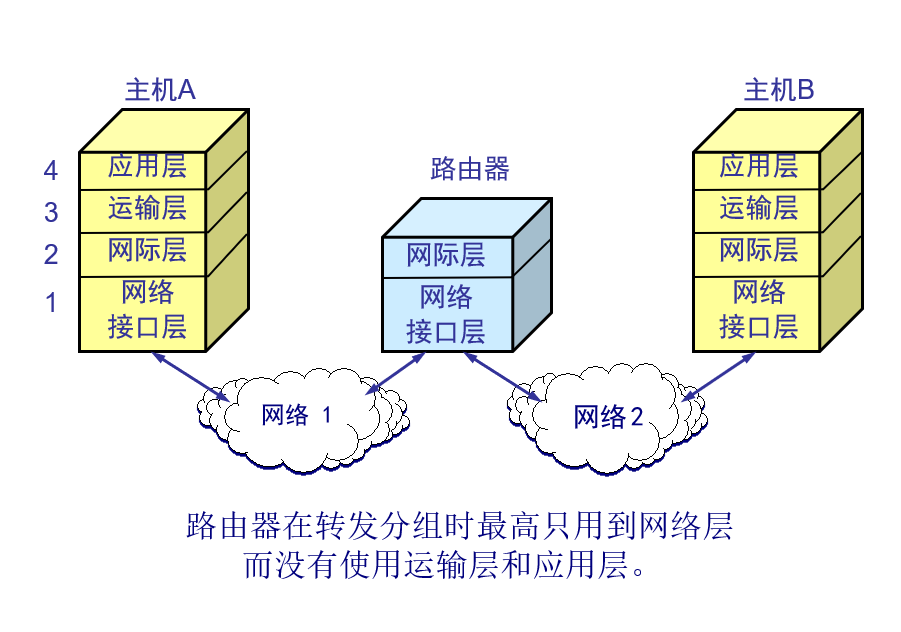 主机A
主机B
路由器
4
应用层
3
运输层
2
网际层
1
网络
接口层
网际层
网络
接口层
应用层
运输层
网际层
网络
接口层
网络 1
网络2
路由器在转发分组时最高只用到网络层
而没有使用运输层和应用层。